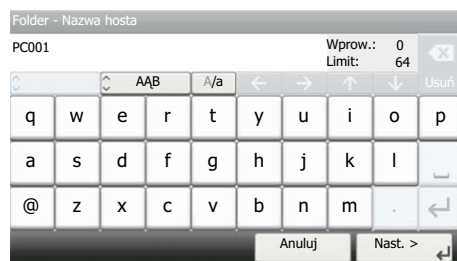 Folder - Nazwa hosta
PC001
Wprow.: 0
Limit: 64
AĄB A/a Usuń
q w e r t y u i o p
a s d f g h j k l
@ z x c v b n m .
Anuluj Nast. >